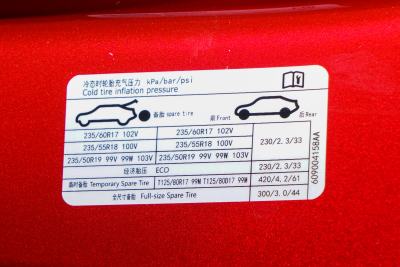 冷态时轮胎充气压力 kPa/bar/psi
Cold tire inflation pressure
备胎 spare tire 前 Front 后 Rear
235/60R17 102V 235/60R17 102V
235/55R18 100V 235/55R18 100V 230/2.3/33
235/50R19 99V 99W 103V 235/50R19 99V 99W 103V
经济胎压 ECO 230/2.3/33
临时备胎 Temporary Spare Tire T125/80R17 99M T125/80D17 99M 420/4.2/61
全尺寸备胎 Full-size Spare Tire 300/3.0/44
609004158AA